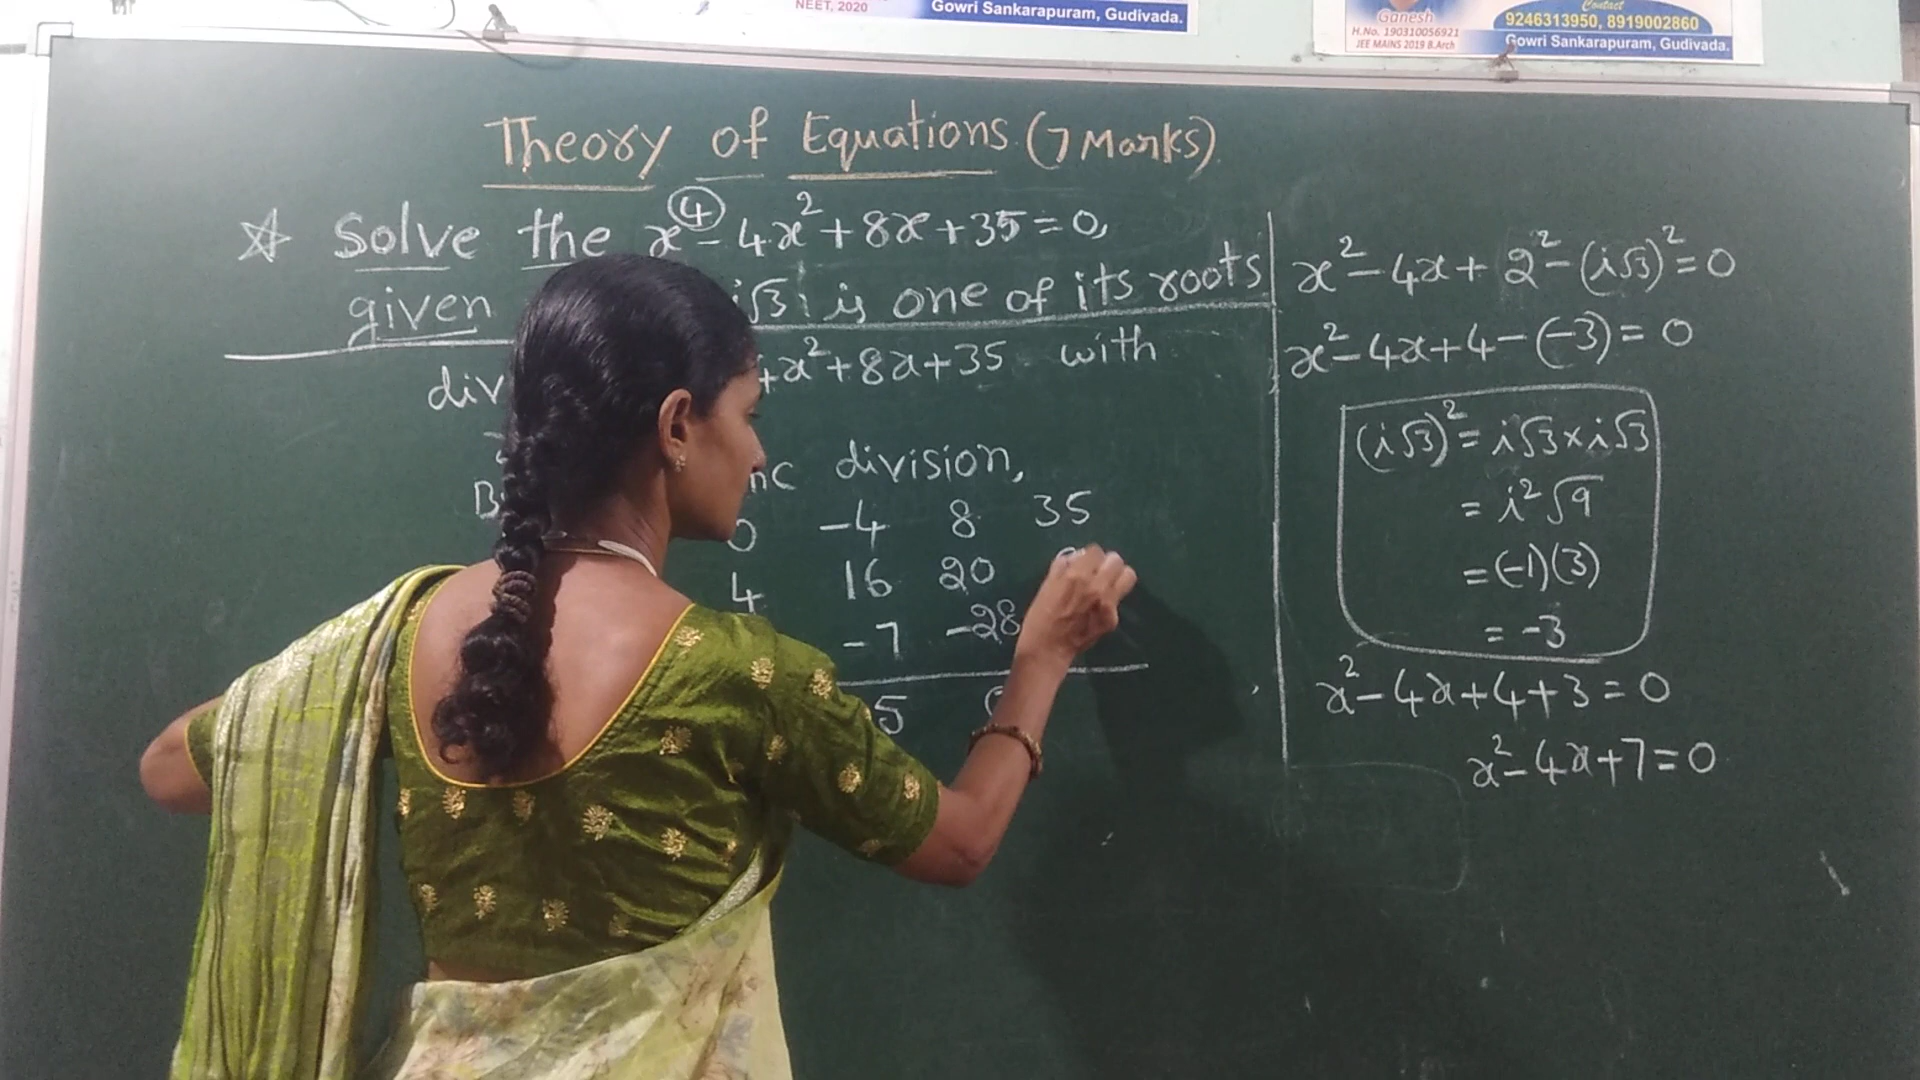 NEET, 2020
Gowri Sankarapuram, Gudivada.
Ganesh
H.No. 190310056921
JEE MAINS 2019 B.Arch
Contact
9246313950, 8919002860
Gowri Sankarapuram, Gudivada.
Theory of Equations (7 Marks)
☆ Solve the x⁴-4x²+8x+35=0,
given i√3 is one of its roots
div 4x²+8x+35 with
division,
0 -4 8 35
4 16 20
-7 -28
5
x²-4x+2²-(i√3)²=0
x²-4x+4-(-3)=0
(i√3)²=i√3×i√3
=i²√9
=(-1)(3)
=-3
x²-4x+4+3=0
x²-4x+7=0